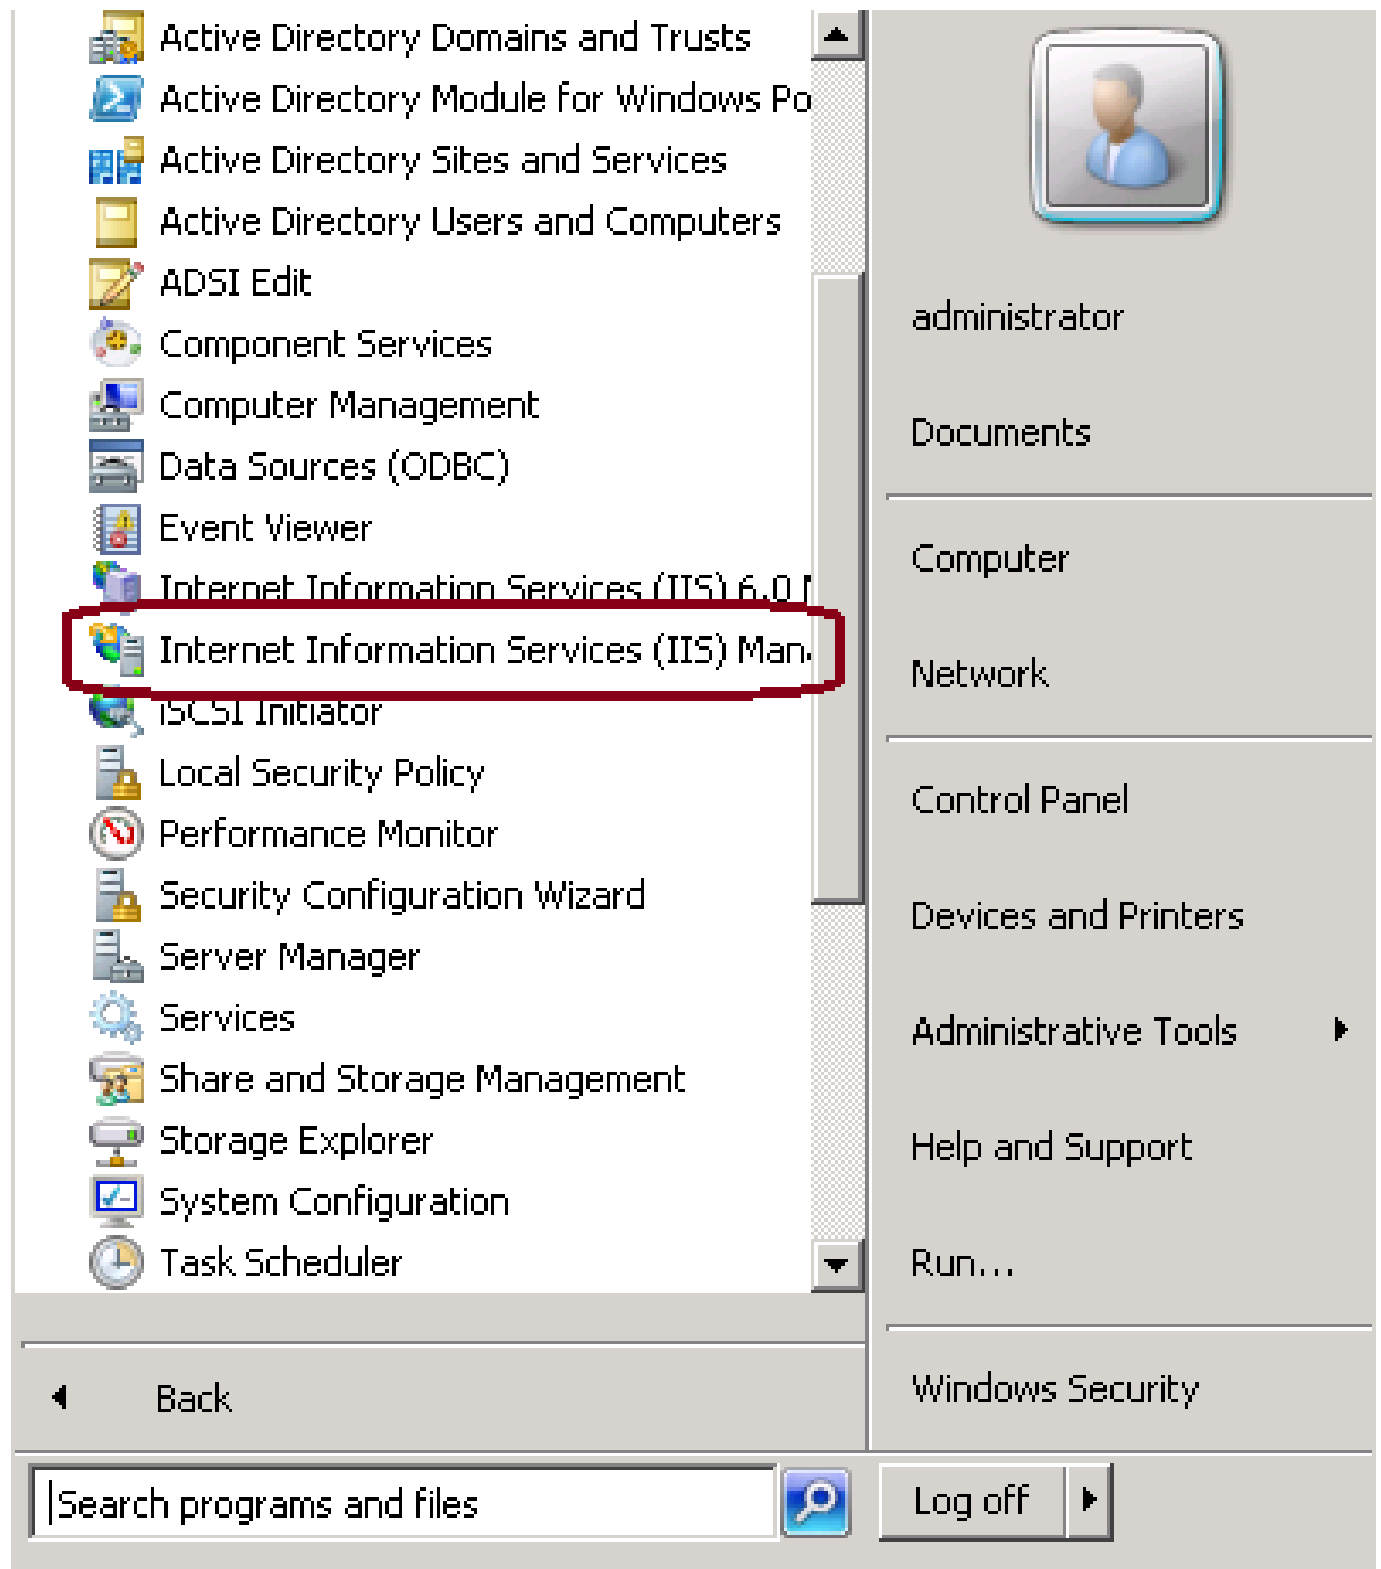 Active Directory Domains and Trusts
Active Directory Module for Windows Po
Active Directory Sites and Services
Active Directory Users and Computers
ADSI Edit
Component Services
Computer Management
Data Sources (ODBC)
Event Viewer
Internet Information Services (IIS) 6.0
Internet Information Services (IIS) Man
iSCSI Initiator
Local Security Policy
Performance Monitor
Security Configuration Wizard
Server Manager
Services
Share and Storage Management
Storage Explorer
System Configuration
Task Scheduler
Back
Search programs and files
administrator
Documents
Computer
Network
Control Panel
Devices and Printers
Administrative Tools
Help and Support
Run...
Windows Security
Log off